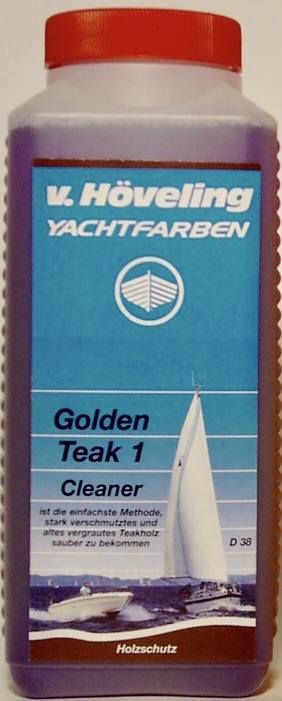 v. Höveling
YACHTFARBEN
Golden
Teak 1
Cleaner
ist die einfachste Methode,
stark verschmutztes und
altes vergrautes Teakholz
sauber zu bekommen
D 38
Holzschutz